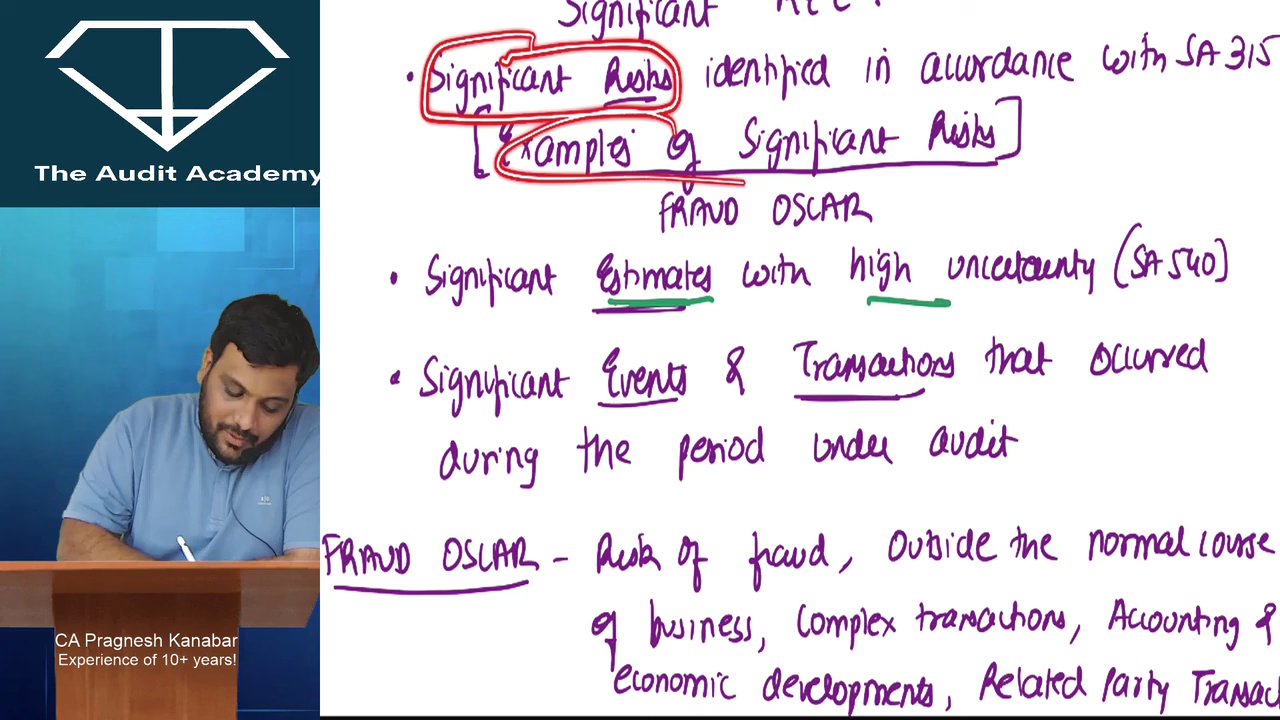 Significant
The Audit Academy
• Significant Risks identified in accordance with SA 315
[Examples of Significant Risks]
FRAUD OSCAR
• Significant Estimates with high uncertainty (SA 540)
• Significant Events & Transactions that occurred
during the period under audit
FRAUD OSCAR – Risk of fraud, Outside the normal course
of business, Complex transactions, Accounting &
economic developments, Related Party Transac
CA Pragnesh Kanabar
Experience of 10+ years!